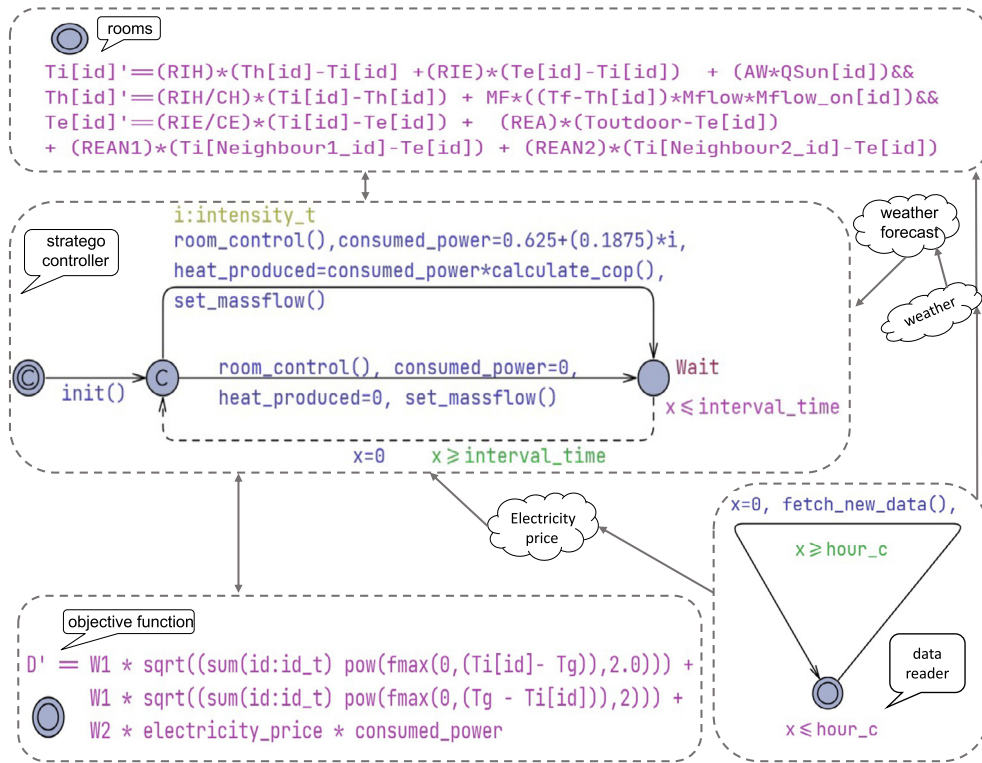 rooms
Ti[id]'==(RIH)*(Th[id]-Ti[id] +(RIE)*(Te[id]-Ti[id]) + (AW*QSun[id])&&
Th[id]'==(RIH/CH)*(Ti[id]-Th[id]) + MF*((Tf-Th[id])*Mflow*Mflow_on[id])&&
Te[id]'==(RIE/CE)*(Ti[id]-Te[id]) + (REA)*(Toutdoor-Te[id])
+ (REAN1)*(Ti[Neighbour1_id]-Te[id]) + (REAN2)*(Ti[Neighbour2_id]-Te[id])
stratego
controller
i:intensity_t
room_control(),consumed_power=0.625+(0.1875)*i,
heat_produced=consumed_power*calculate_cop(),
set_massflow()
weather
forecast
weather
C
init()
C
room_control(), consumed_power=0,
heat_produced=0, set_massflow()
Wait
x≤interval_time
x=0
x≥interval_time
Electricity
price
x=0, fetch_new_data(),
x≥hour_c
data
reader
x≤hour_c
objective function
D' == W1 * sqrt((sum(id:id_t) pow(fmax(0,(Ti[id]- Tg)),2.0))) +
W1 * sqrt((sum(id:id_t) pow(fmax(0,(Tg - Ti[id])),2))) +
W2 * electricity_price * consumed_power